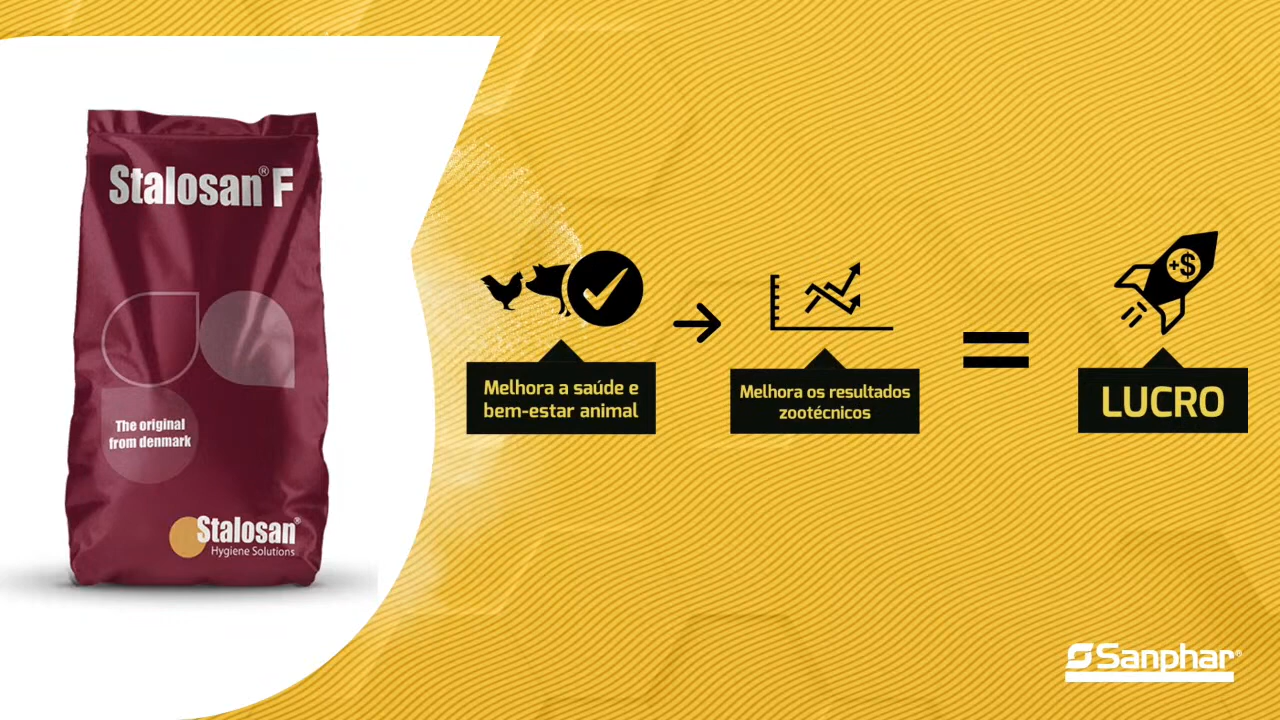 Stalosan® F
The original
from denmark
Stalosan®
Hygiene Solutions
Melhora a saúde e
bem-estar animal
Melhora os resultados
zootécnicos
+$
LUCRO
Sanphar®